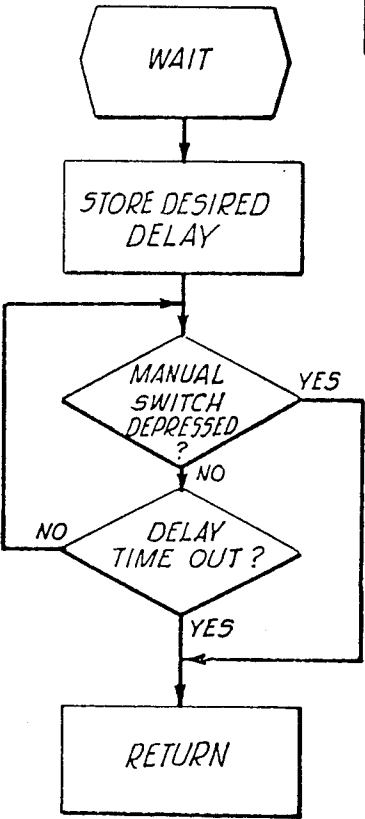 WAIT
STORE DESIRED
DELAY
MANUAL
SWITCH
DEPRESSED
?
YES
NO
DELAY
TIME OUT?
NO
YES
RETURN